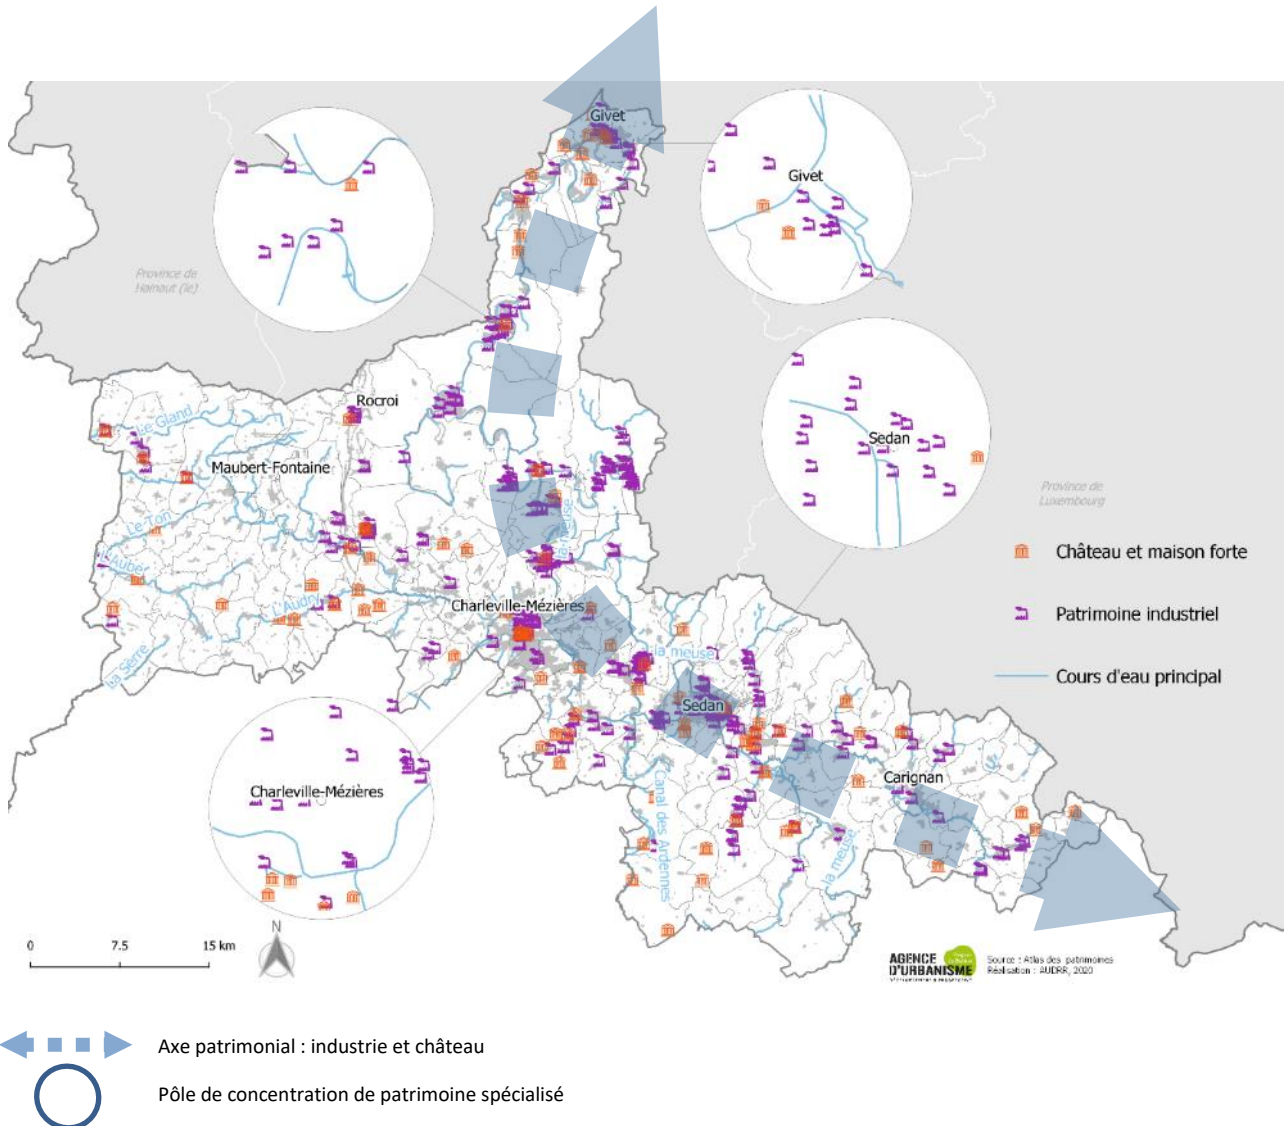 Givet
Givet
Province de
Hainaut (le)
Rocroi
Le Gland
Maubert-Fontaine
Sedan
Province de
Luxembourg
Le Ton
la meuse
L'Aube
Château et maison forte
L'Audry
Charleville-Mézières
Patrimoine industriel
La Serre
la meuse
Cours d'eau principal
Sedan
Carignan
Charleville-Mézières
Canal des Ardennes
la meuse
N
0 7.5 15 km
AGENCE
D'URBANISME
Source : Atlas des patrimoines
Réalisation : AUDRR, 2020
Axe patrimonial : industrie et château
Pôle de concentration de patrimoine spécialisé